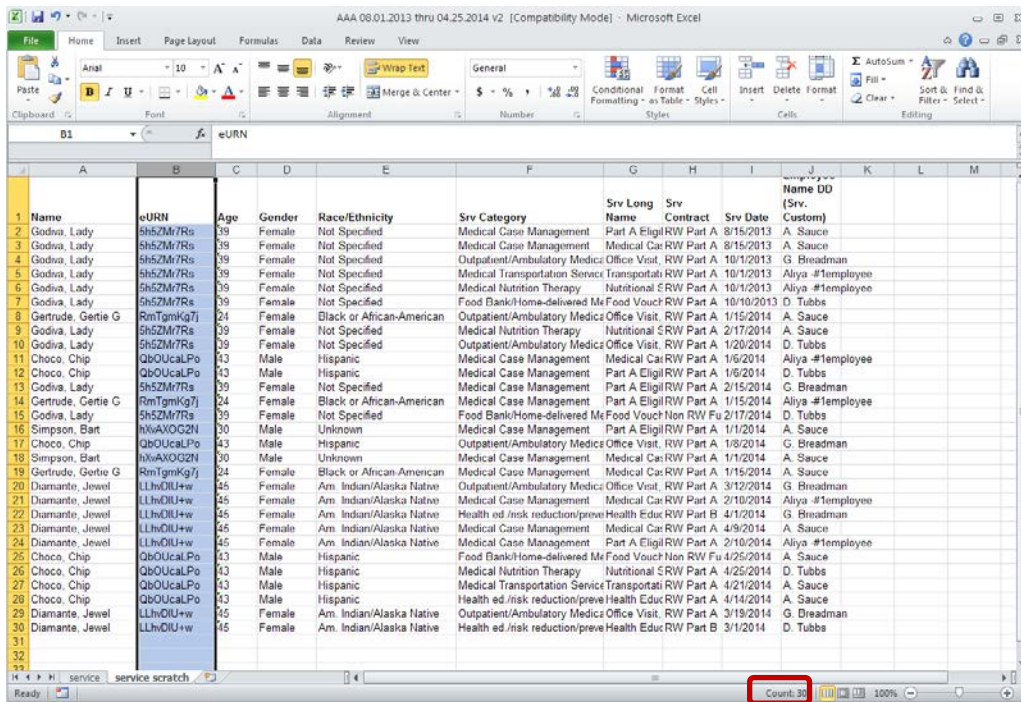 AAA 08.01.2013 thru 04.25.2014 v2 [Compatibility Mode] - Microsoft Excel
File Home Insert Page Layout Formulas Data Review View
Paste Arial 10 Wrap Text General Conditional Formatting as Table Cell Styles Insert Delete Format Σ AutoSum Fill Clear Sort & Filter Find & Select
B I U Merge & Center $ % ,
Clipboard Font Alignment Number Styles Cells Editing
B1 fx eURN
A B C D E F G H I J K L M
1 Name eURN Age Gender Race/Ethnicity Srv Category Srv Long Name Srv Contract Srv Date Employee Name DD (Srv. Custom)
2 Godiva, Lady 5h5ZMr7Rs 39 Female Not Specified Medical Case Management Part A Eligil RW Part A 8/15/2013 A. Sauce
3 Godiva, Lady 5h5ZMr7Rs 39 Female Not Specified Medical Case Management Medical Cas RW Part A 8/15/2013 A. Sauce
4 Godiva, Lady 5h5ZMr7Rs 39 Female Not Specified Outpatient/Ambulatory Medica Office Visit, RW Part A 10/1/2013 G. Breadman
5 Godiva, Lady 5h5ZMr7Rs 39 Female Not Specified Medical Transportation Service Transportati RW Part A 10/1/2013 Aliya -#1employee
6 Godiva, Lady 5h5ZMr7Rs 39 Female Not Specified Medical Nutrition Therapy Nutritional S RW Part A 10/1/2013 Aliya -#1employee
7 Godiva, Lady 5h5ZMr7Rs 39 Female Not Specified Food Bank/Home-delivered Me Food Vouch RW Part A 10/10/2013 D. Tubbs
8 Gertrude, Gertie G RmTgmKg7j 24 Female Black or African-American Outpatient/Ambulatory Medica Office Visit, RW Part A 1/15/2014 A. Sauce
9 Godiva, Lady 5h5ZMr7Rs 39 Female Not Specified Medical Nutrition Therapy Nutritional S RW Part A 2/17/2014 A. Sauce
10 Godiva, Lady 5h5ZMr7Rs 39 Female Not Specified Outpatient/Ambulatory Medica Office Visit, RW Part A 1/20/2014 D. Tubbs
11 Choco, Chip QbOUcaLPo 43 Male Hispanic Medical Case Management Medical Cas RW Part A 1/6/2014 Aliya -#1employee
12 Choco, Chip QbOUcaLPo 43 Male Hispanic Medical Case Management Part A Eligil RW Part A 1/6/2014 D. Tubbs
13 Godiva, Lady 5h5ZMr7Rs 39 Female Not Specified Medical Case Management Part A Eligil RW Part A 2/15/2014 G. Breadman
14 Gertrude, Gertie G RmTgmKg7j 24 Female Black or African-American Medical Case Management Part A Eligil RW Part A 1/15/2014 Aliya -#1employee
15 Godiva, Lady 5h5ZMr7Rs 39 Female Not Specified Food Bank/Home-delivered Me Food Vouch Non RW Fu 2/17/2014 D. Tubbs
16 Simpson, Bart hXvAXOG2N 30 Male Unknown Medical Case Management Part A Eligil RW Part A 1/1/2014 A. Sauce
17 Choco, Chip QbOUcaLPo 43 Male Hispanic Outpatient/Ambulatory Medica Office Visit, RW Part A 1/8/2014 G. Breadman
18 Simpson, Bart hXvAXOG2N 30 Male Unknown Medical Case Management Medical Cas RW Part A 1/1/2014 A. Sauce
19 Gertrude, Gertie G RmTgmKg7j 24 Female Black or African-American Medical Case Management Medical Cas RW Part A 1/15/2014 A. Sauce
20 Diamante, Jewel LLhvDIU+w 45 Female Am. Indian/Alaska Native Outpatient/Ambulatory Medica Office Visit, RW Part A 3/12/2014 G. Breadman
21 Diamante, Jewel LLhvDIU+w 45 Female Am. Indian/Alaska Native Medical Case Management Medical Cas RW Part A 2/10/2014 Aliya -#1employee
22 Diamante, Jewel LLhvDIU+w 45 Female Am. Indian/Alaska Native Health ed./risk reduction/preve Health Educ RW Part B 4/1/2014 G. Breadman
23 Diamante, Jewel LLhvDIU+w 45 Female Am. Indian/Alaska Native Medical Case Management Medical Cas RW Part A 4/9/2014 A. Sauce
24 Diamante, Jewel LLhvDIU+w 45 Female Am. Indian/Alaska Native Medical Case Management Part A Eligil RW Part A 2/10/2014 Aliya -#1employee
25 Choco, Chip QbOUcaLPo 43 Male Hispanic Food Bank/Home-delivered Me Food Vouch Non RW Fu 4/25/2014 A. Sauce
26 Choco, Chip QbOUcaLPo 43 Male Hispanic Medical Nutrition Therapy Nutritional S RW Part A 4/25/2014 D. Tubbs
27 Choco, Chip QbOUcaLPo 43 Male Hispanic Medical Transportation Service Transportati RW Part A 4/21/2014 A. Sauce
28 Choco, Chip QbOUcaLPo 43 Male Hispanic Health ed./risk reduction/preve Health Educ RW Part A 4/14/2014 A. Sauce
29 Diamante, Jewel LLhvDIU+w 45 Female Am. Indian/Alaska Native Outpatient/Ambulatory Medica Office Visit, RW Part A 3/19/2014 G. Breadman
30 Diamante, Jewel LLhvDIU+w 45 Female Am. Indian/Alaska Native Health ed./risk reduction/preve Health Educ RW Part B 3/1/2014 D. Tubbs
31
32
33
service service scratch
Ready Count: 30 100%